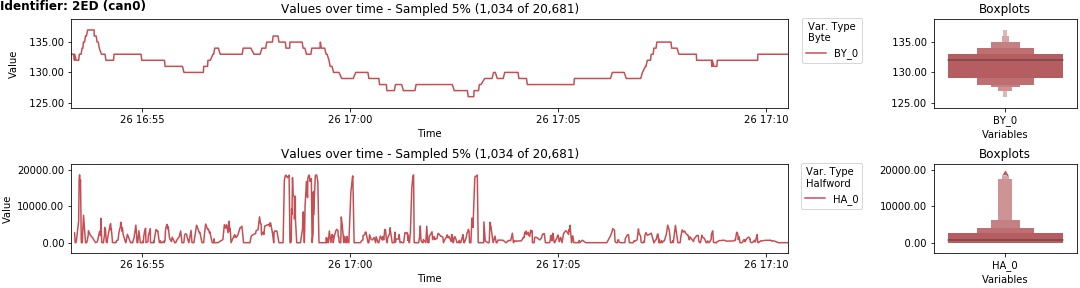 Identifier: 2ED (can0)
Values over time - Sampled 5% (1,034 of 20,681)
Value
135.00
130.00
125.00
26 16:55
26 17:00
26 17:05
26 17:10
Time
Var. Type
Byte
BY_0
Boxplots
135.00
130.00
125.00
BY_0
Variables
Values over time - Sampled 5% (1,034 of 20,681)
Value
20000.00
10000.00
0.00
26 16:55
26 17:00
26 17:05
26 17:10
Time
Var. Type
Halfword
HA_0
Boxplots
20000.00
10000.00
0.00
HA_0
Variables